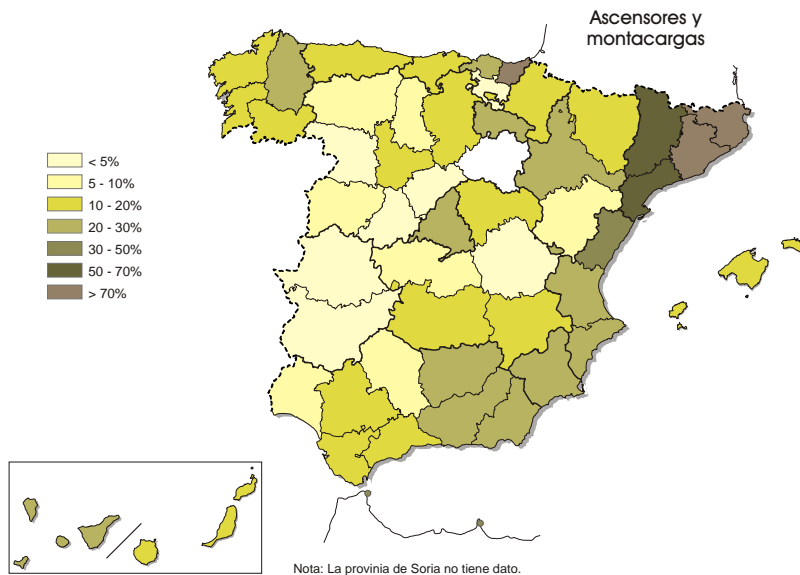 Ascensores y
montacargas
< 5%
5 - 10%
10 - 20%
20 - 30%
30 - 50%
50 - 70%
> 70%
Nota: La provinia de Soria no tiene dato.